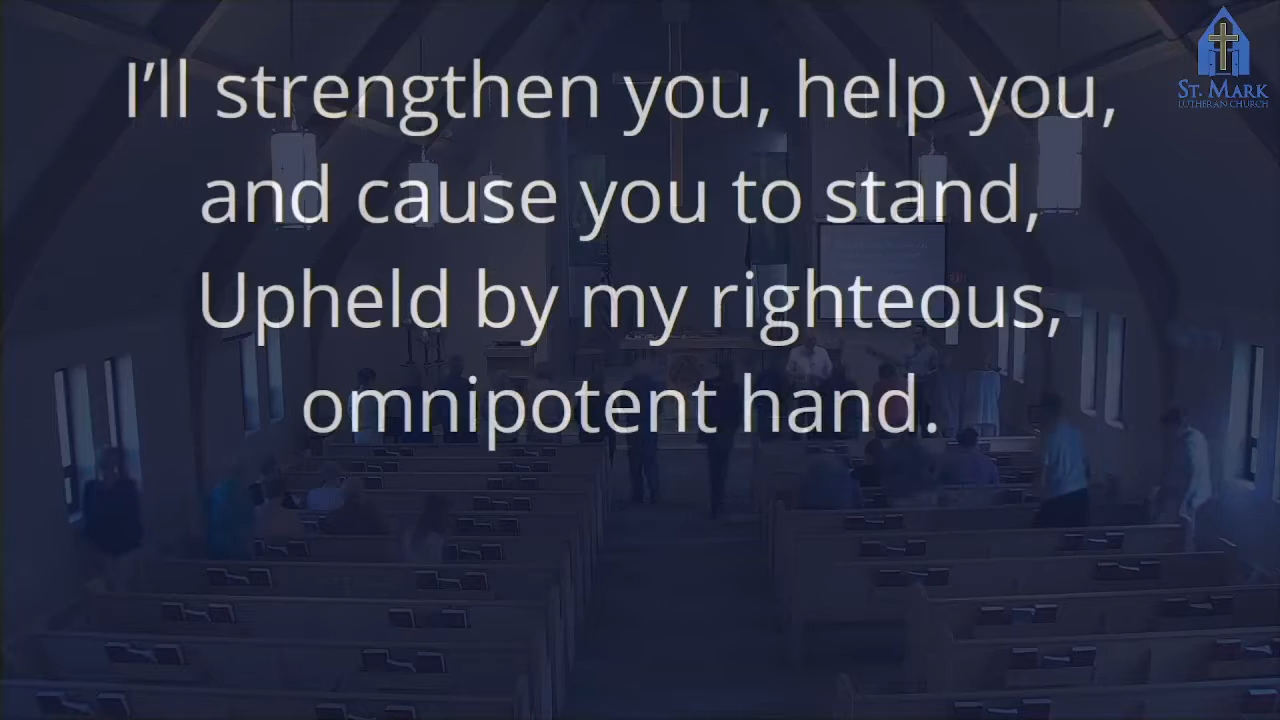 I’ll strengthen you, help you,
and cause you to stand,
Upheld by my righteous,
omnipotent hand.
St. Mark
Lutheran Church